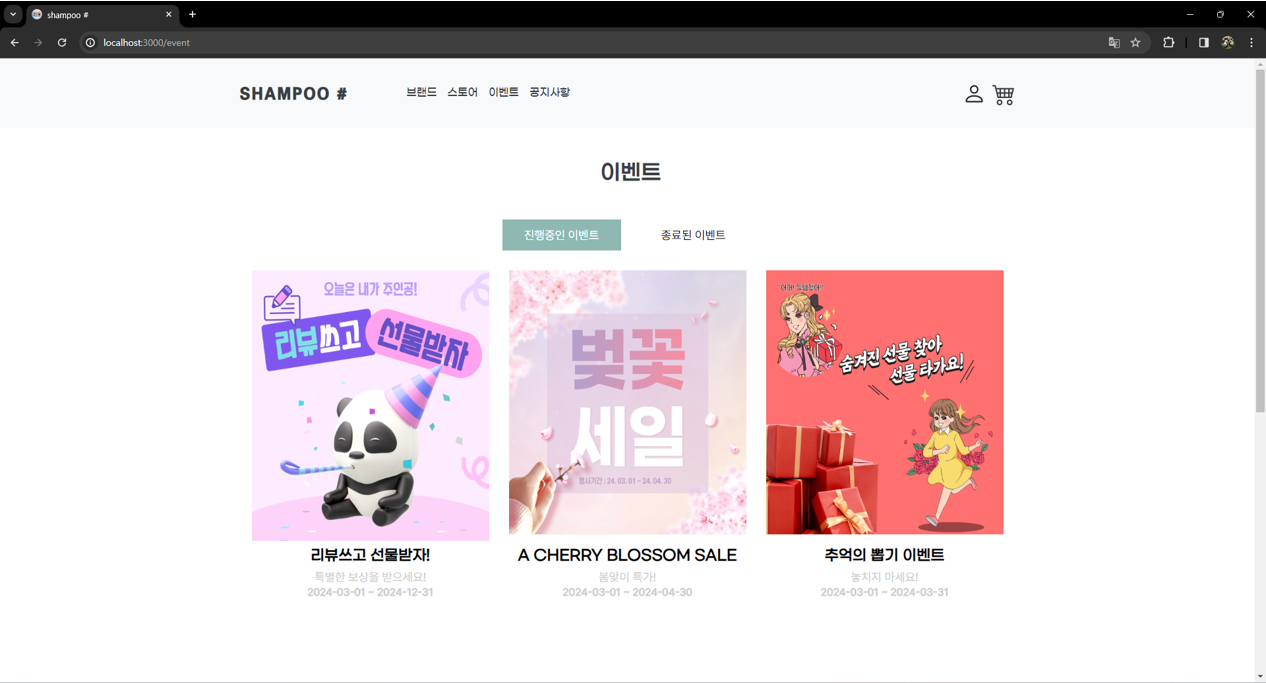 shampoo #
localhost:3000/event
SHAMPOO #
브랜드 스토어 이벤트 공지사항
이벤트
진행중인 이벤트 종료된 이벤트
오늘은 내가 주인공!
리뷰쓰고 선물받자
벚꽃
세일
행사기간 : 24. 03. 01 ~ 24. 04. 30
숨겨진 선물 찾아
선물 타가요!
리뷰쓰고 선물받자!
특별한 보상을 받으세요!
2024-03-01 ~ 2024-12-31
A CHERRY BLOSSOM SALE
봄맞이 특가!
2024-03-01 ~ 2024-04-30
추억의 뽑기 이벤트
놓치지 마세요!
2024-03-01 ~ 2024-03-31